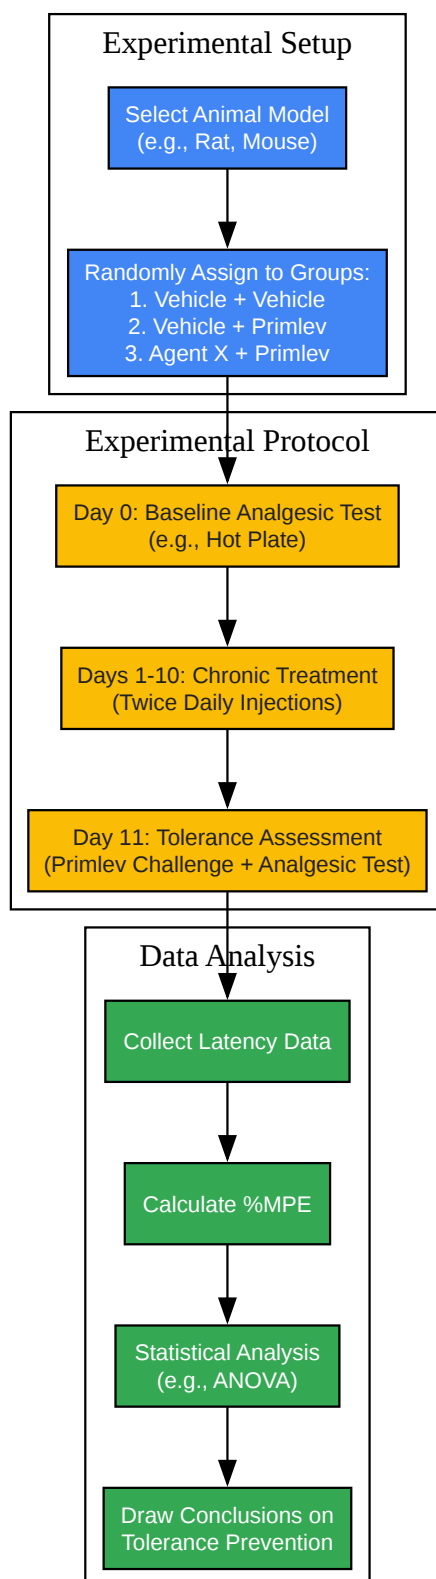 Experimental Setup
Select Animal Model
(e.g., Rat, Mouse)
Randomly Assign to Groups:
1. Vehicle + Vehicle
2. Vehicle + Primlev
3. Agent X + Primlev
Experimental Protocol
Day 0: Baseline Analgesic Test
(e.g., Hot Plate)
Days 1-10: Chronic Treatment
(Twice Daily Injections)
Day 11: Tolerance Assessment
(Primlev Challenge + Analgesic Test)
Data Analysis
Collect Latency Data
Calculate %MPE
Statistical Analysis
(e.g., ANOVA)
Draw Conclusions on
Tolerance Prevention